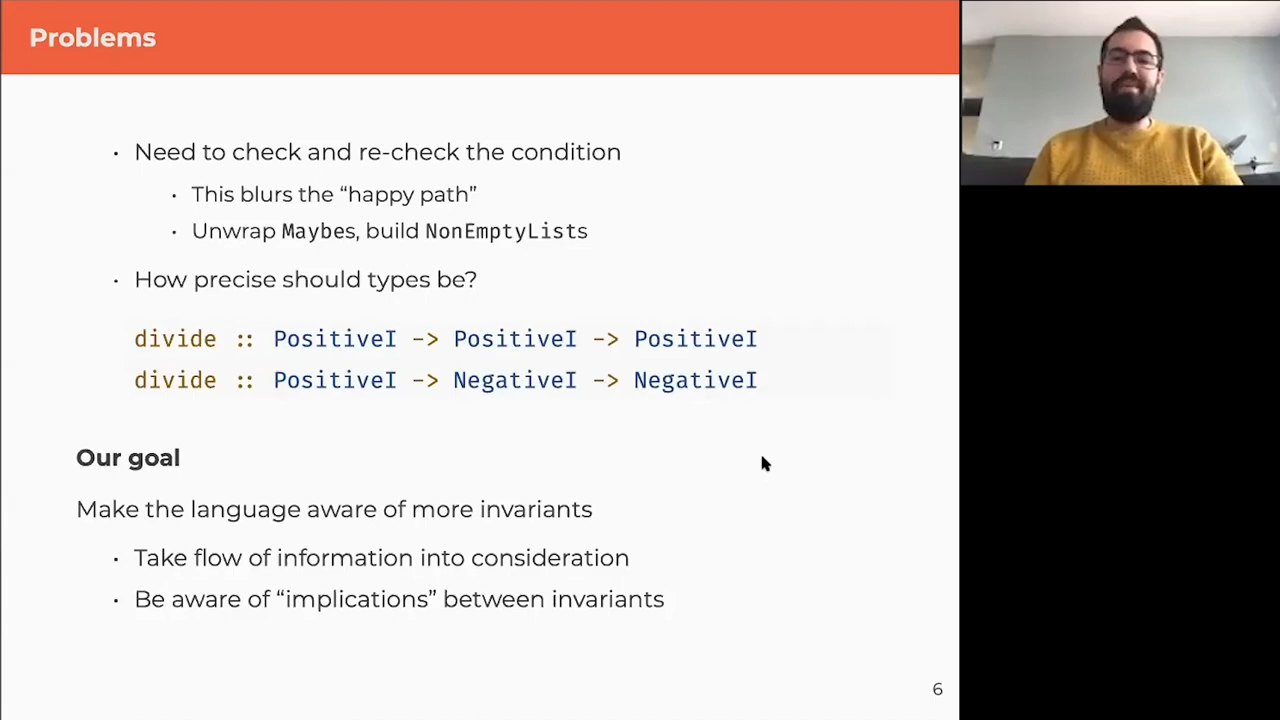 Problems
· Need to check and re-check the condition
· This blurs the “happy path”
· Unwrap Maybes, build NonEmptyLists
· How precise should types be?
divide :: PositiveI -> PositiveI -> PositiveI
divide :: PositiveI -> NegativeI -> NegativeI
Our goal
Make the language aware of more invariants
· Take flow of information into consideration
· Be aware of “implications” between invariants
6